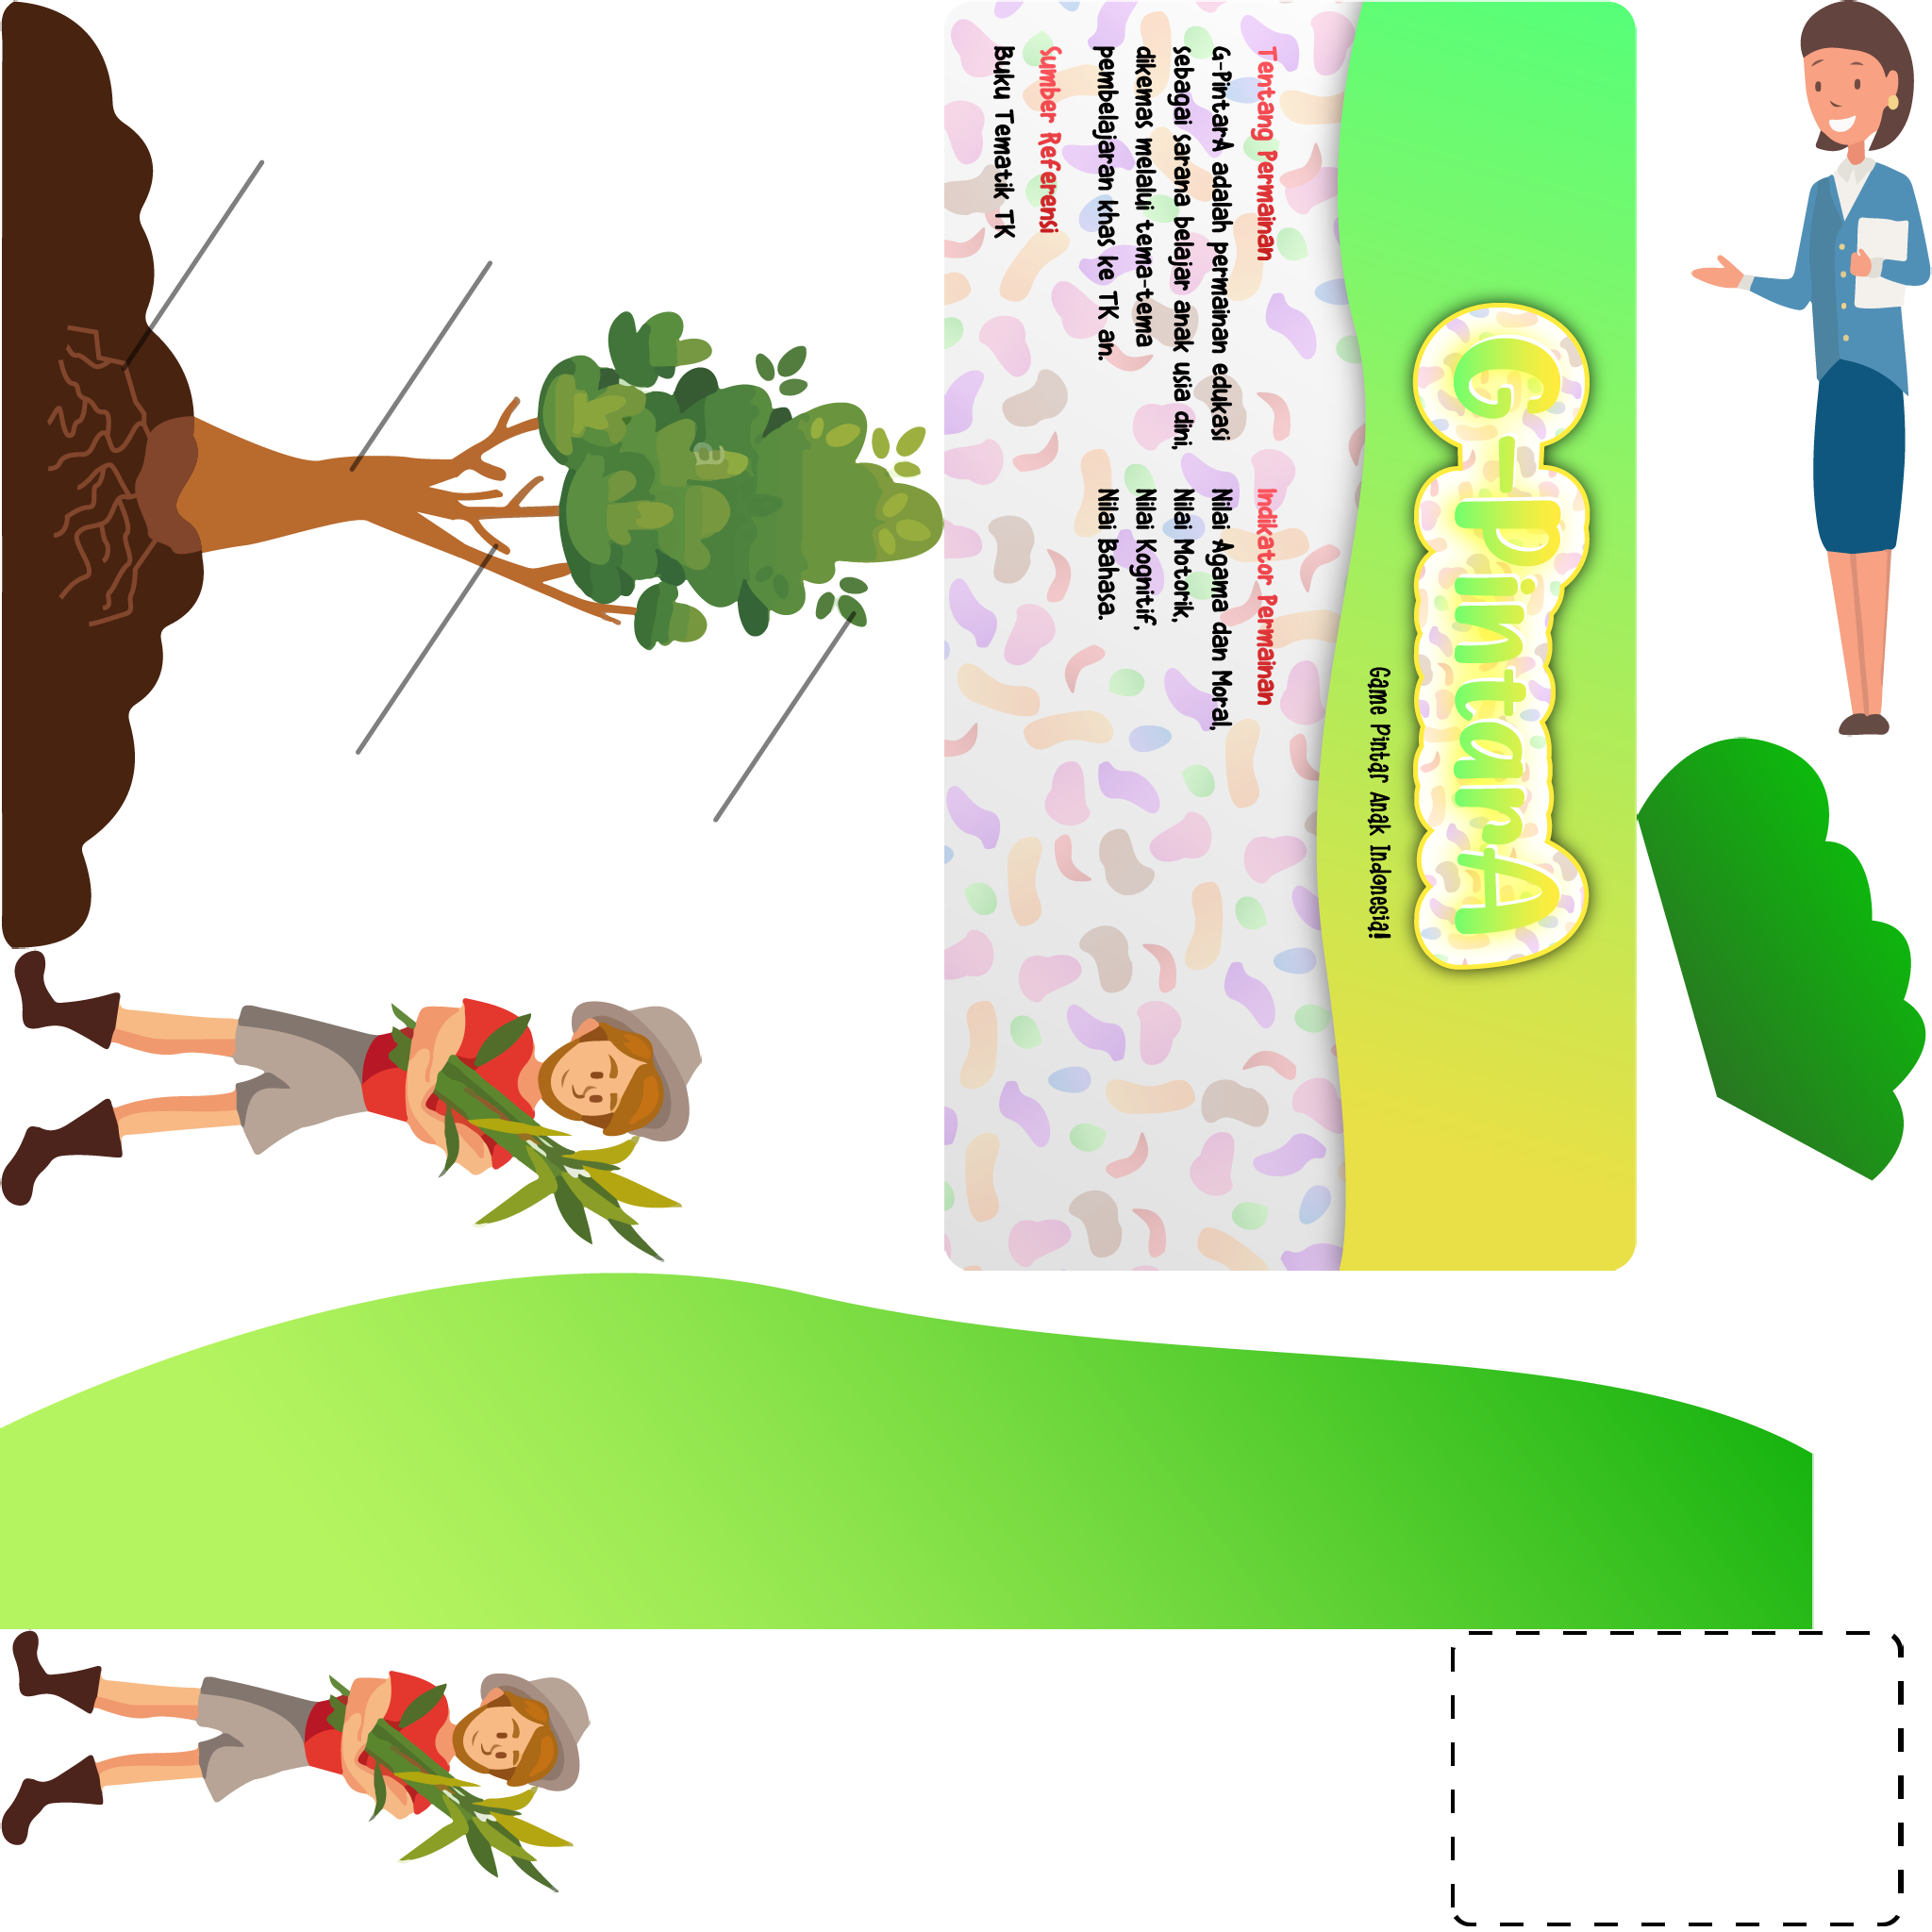 G-PintarA
Game Pintar Anak Indonesia!
Tentang Permainan
G-PintarA adalah permainan edukasi
sebagai sarana belajar anak usia dini,
dikemas melalui tema-tema
pembelajaran khas ke TK an.
Sumber Referensi
Buku Tematik TK
Indikator Permainan
Nilai Agama dan Moral,
Nilai Motorik,
Nilai Kognitif,
Nilai Bahasa.